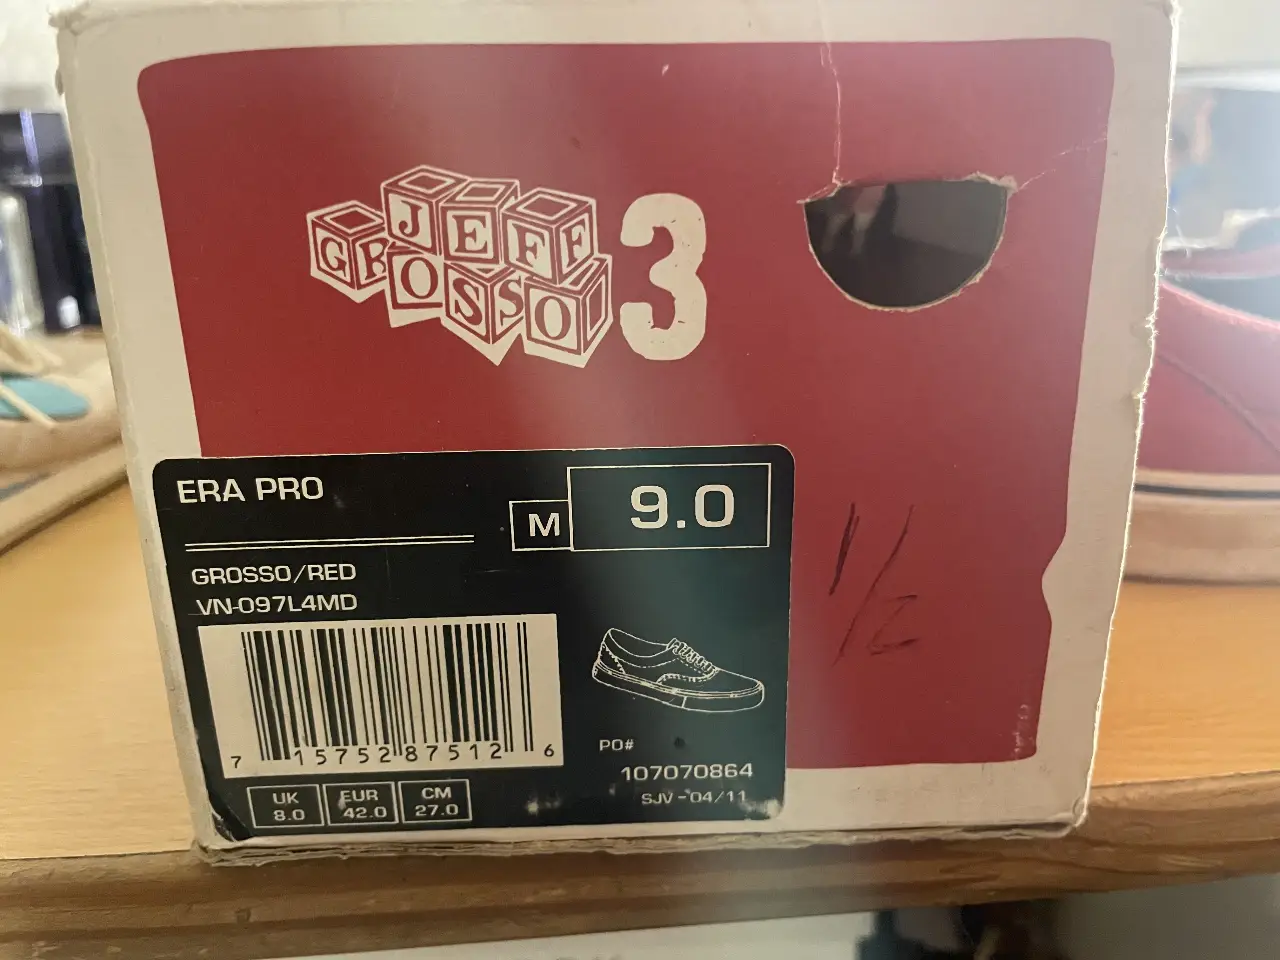 JEFF
GROSSO 3
ERA PRO
M 9.0
GROSSO/RED
VN-097L4MD
7 15752 87512 6
PO#
107070864
SJV-04/11
UK 8.0
EUR 42.0
CM 27.0
1/2